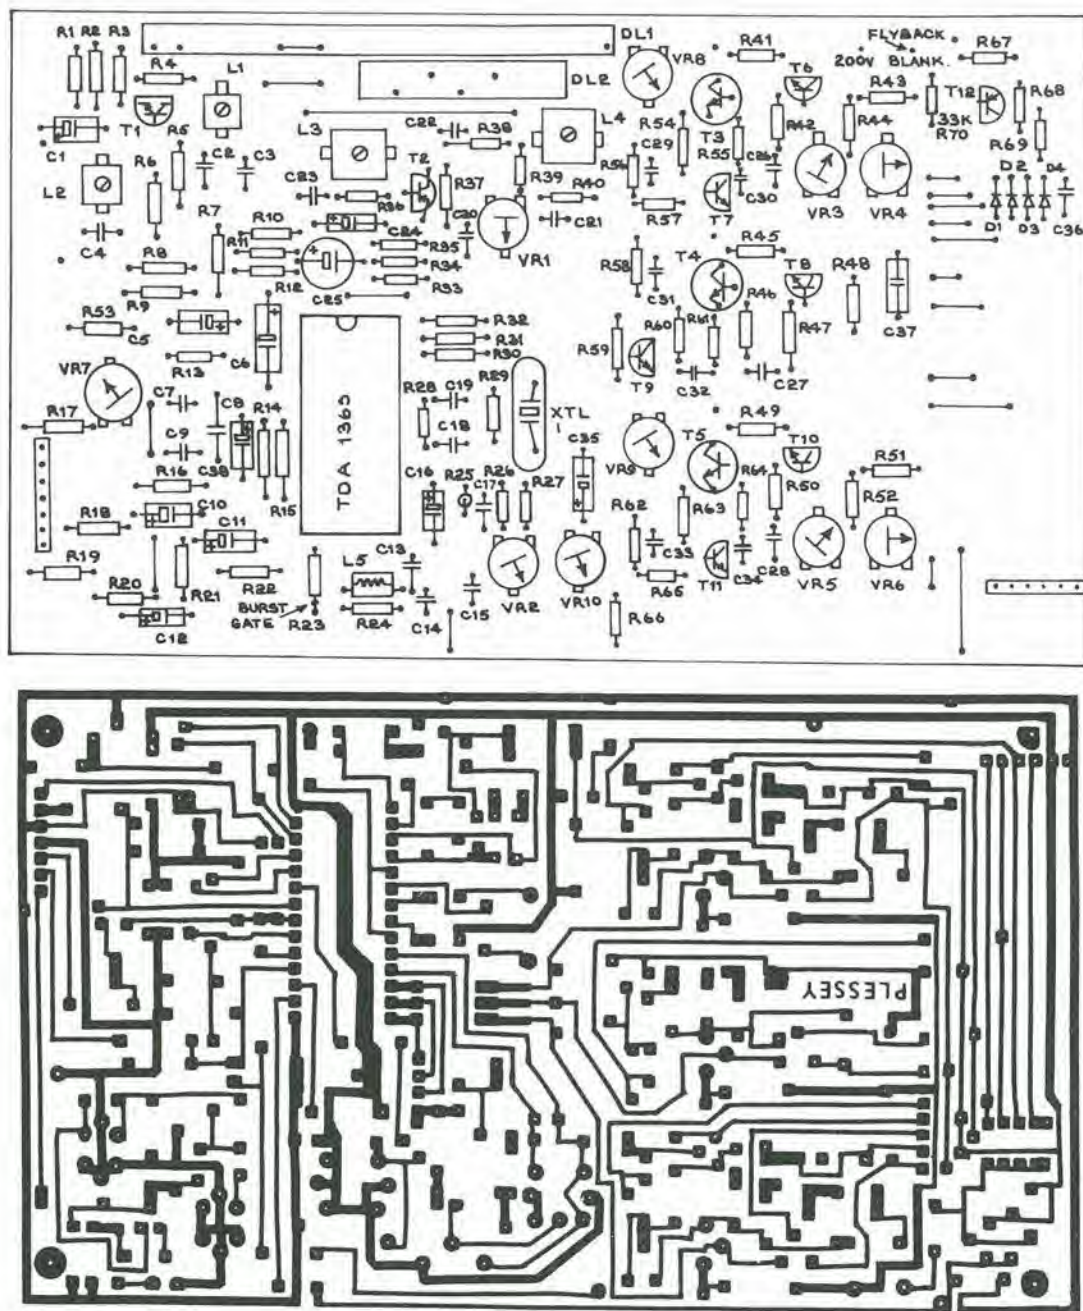 R1 R2 R3 DL1 R41 FLYBACK R67
R4 L1 VR8 T6 200V BLANK.
DL2 R43 T12 R68
T1 R5 L3 C22 R38 L4 R54 T3 R42 R44 33K
C1 R6 C2 C3 T2 C29 R55 C26 R70 R69
L2 C23 R37 R39 R56 D2 D4
R7 R36 R40 C30
R10 C20 C21 R57 T7 VR3 VR4
C4 R8 R11 C24 R35 VR1 T4 R45 D1 D3 C36
R12 R34 R58 T8 R48
R9 C25 R33 C31 R46
R53 C5 R32 R60 R61 R47 C37
R13 C6 R31 R59
VR7 R30 T9
C7 C8 R14 R28 C19 R29 C32 C27
R17 TDA 1365 XTL C35 T5 R49
1
C9 C18 T10 R51
R16 C38 C16 R25 C17 R26 R27 VR9 R64 R50 R52
C10 R15 R62 R63
R18 C11
R19 C13 C33 C28
R20 R22 L5 T11 C34
R21 BURST VR2 VR10 R65 VR5 VR6
GATE C15
C12 R23 R24 C14 R66
PLESSEY